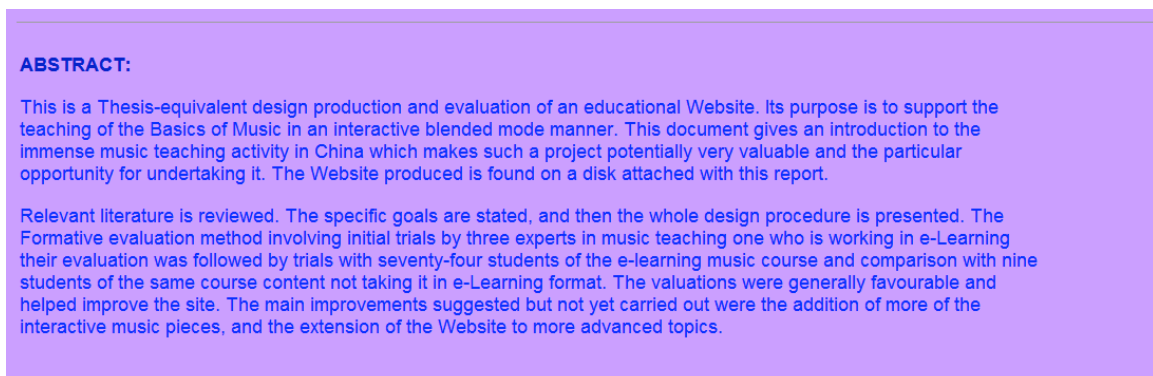 ABSTRACT:
This is a Thesis-equivalent design production and evaluation of an educational Website. Its purpose is to support the
teaching of the Basics of Music in an interactive blended mode manner. This document gives an introduction to the
immense music teaching activity in China which makes such a project potentially very valuable and the particular
opportunity for undertaking it. The Website produced is found on a disk attached with this report.
Relevant literature is reviewed. The specific goals are stated, and then the whole design procedure is presented. The
Formative evaluation method involving initial trials by three experts in music teaching one who is working in e-Learning
their evaluation was followed by trials with seventy-four students of the e-learning music course and comparison with nine
students of the same course content not taking it in e-Learning format. The valuations were generally favourable and
helped improve the site. The main improvements suggested but not yet carried out were the addition of more of the
interactive music pieces, and the extension of the Website to more advanced topics.